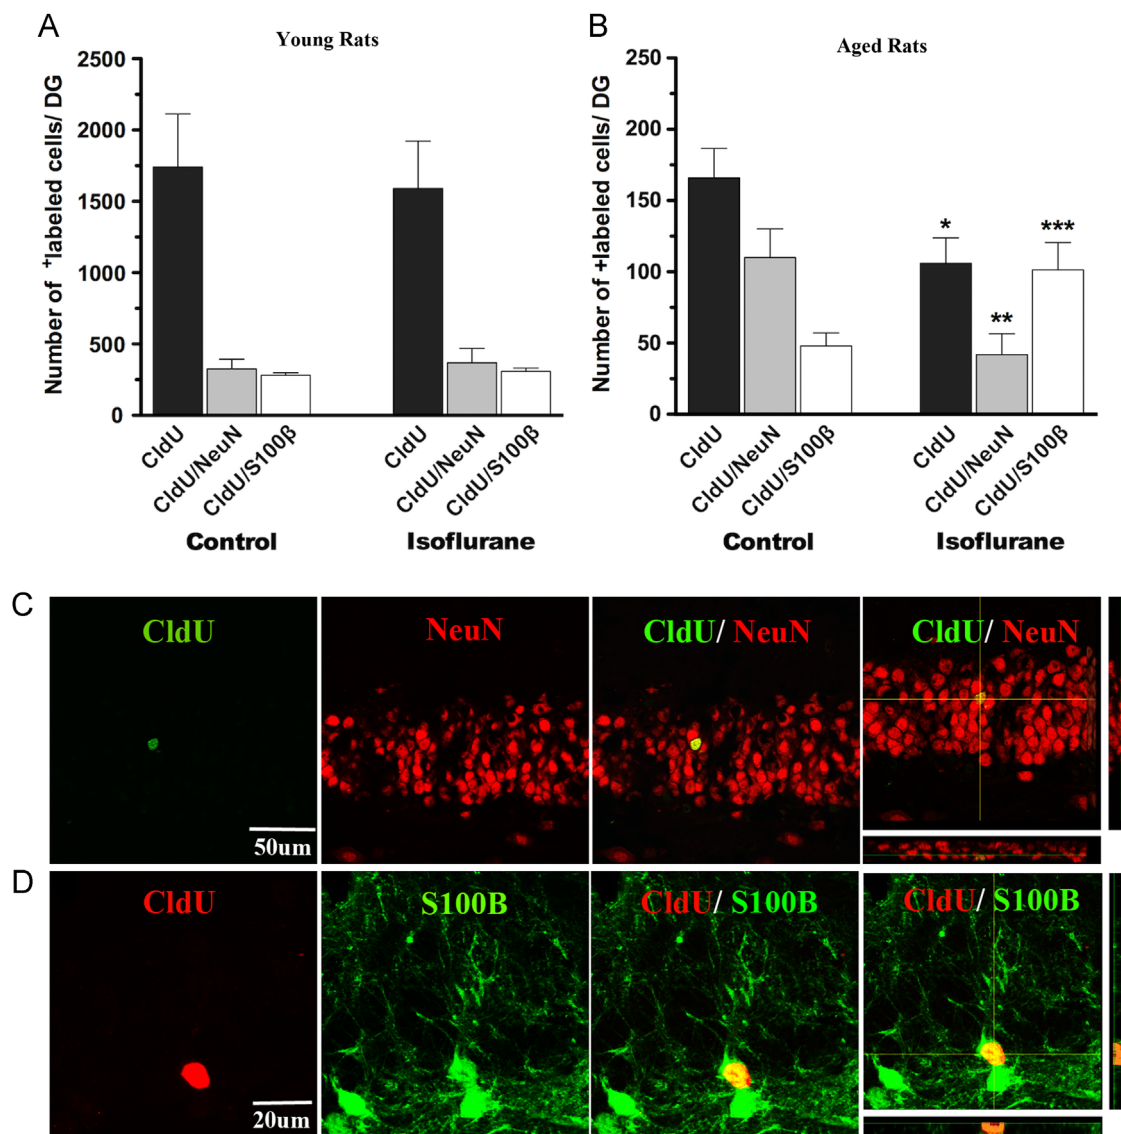 A
Young Rats
Number of +labeled cells/ DG
2500
2000
1500
1000
500
0
CldU
CldU/NeuN
CldU/S100β
CldU
CldU/NeuN
CldU/S100β
Control
Isoflurane
B
Aged Rats
Number of +labeled cells/ DG
250
200
150
100
50
0
*
**
***
CldU
CldU/NeuN
CldU/S100β
CldU
CldU/NeuN
CldU/S100β
Control
Isoflurane
C
CldU
50um
NeuN
CldU/ NeuN
CldU/ NeuN
D
CldU
20um
S100B
CldU/ S100B
CldU/ S100B